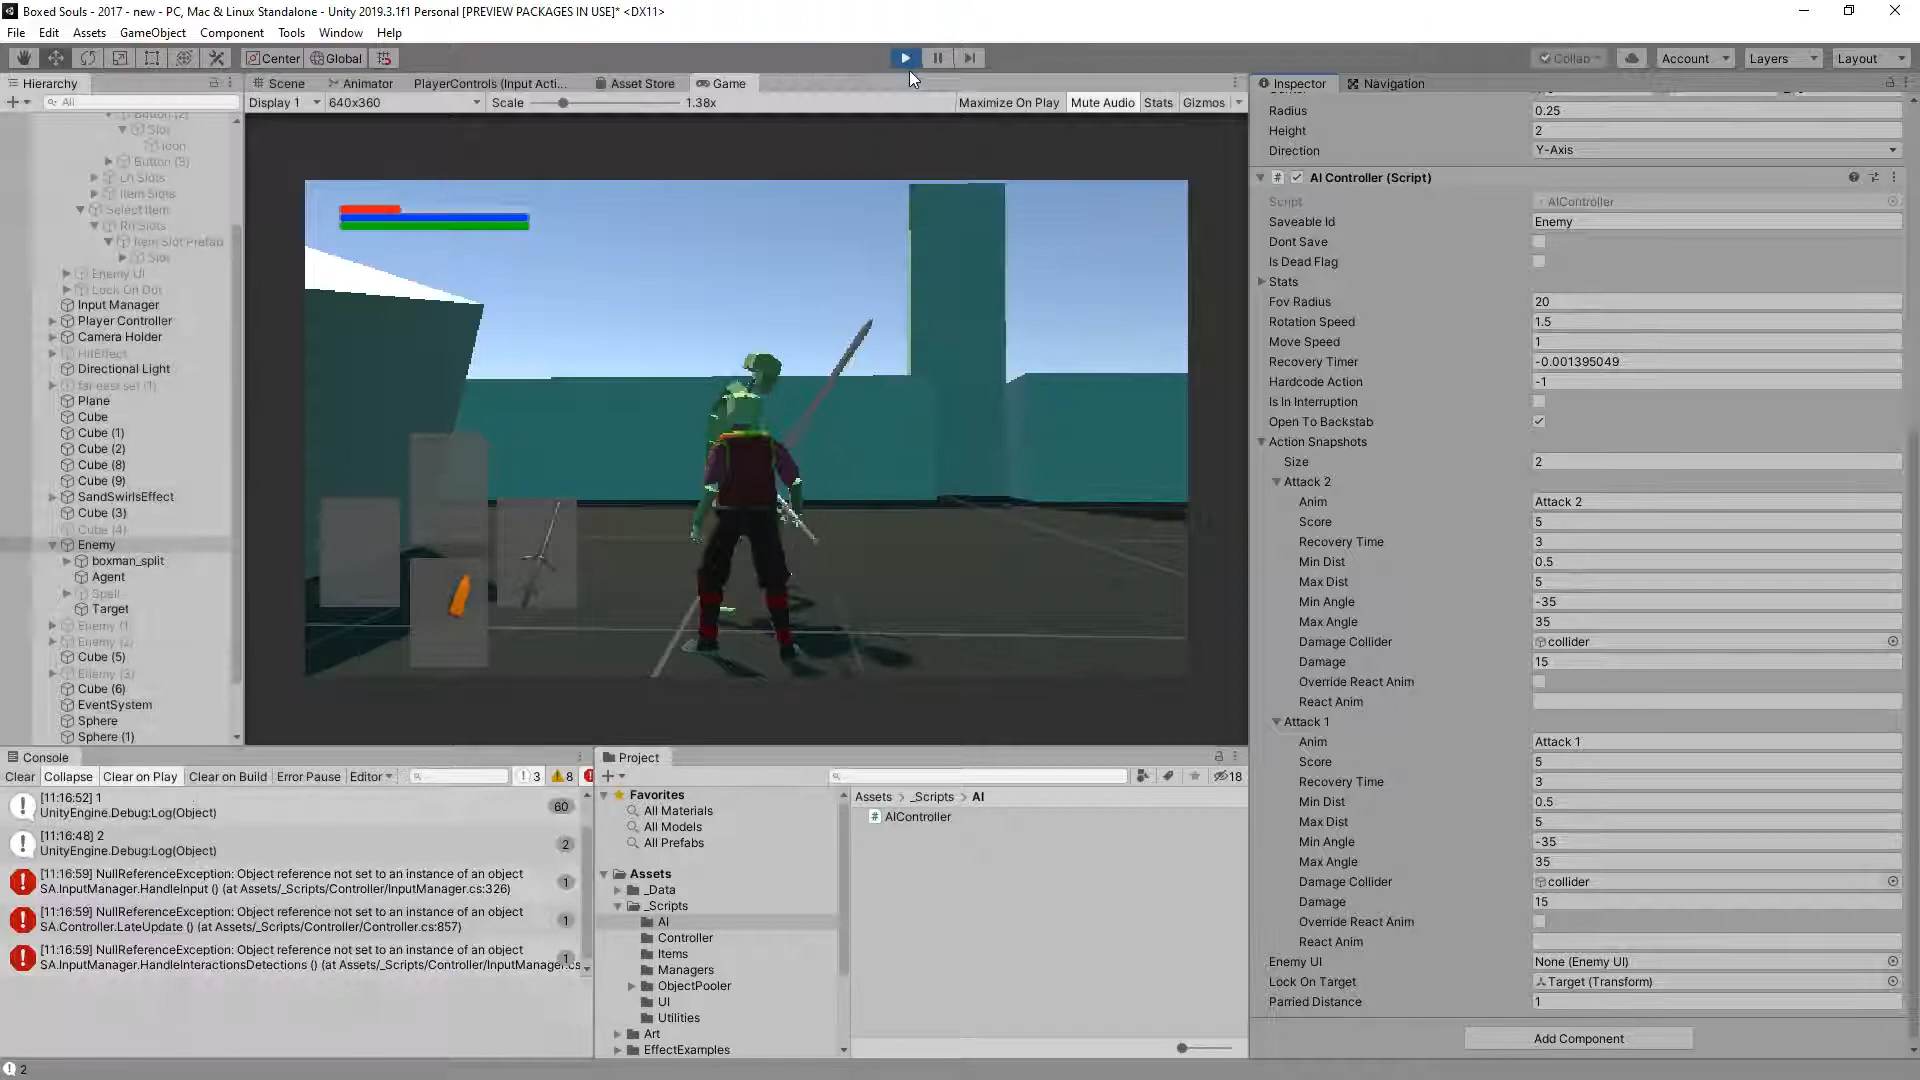 Boxed Souls - 2017 - new - PC, Mac & Linux Standalone - Unity 2019.3.1f1 Personal [PREVIEW PACKAGES IN USE]* <DX11>
File Edit Assets GameObject Component Tools Window Help
Center Global Collab Account Layers Layout
Hierarchy Scene Animator PlayerControls (Input Acti... Asset Store Game Inspector Navigation
All Display 1 640x360 Scale 1.38x Maximize On Play Mute Audio Stats Gizmos
Slot
Icon
Button (3)
Lh Slots
Item Slots
Select Item
Rh Slots
Item Slot Prefab
Slot
Enemy UI
Lock On Dot
Input Manager
Player Controller
Camera Holder
HitEffect
Directional Light
far east set (1)
Plane
Cube
Cube (1)
Cube (2)
Cube (8)
Cube (9)
SandSwirlsEffect
Cube (3)
Cube (4)
Enemy
boxman_split
Agent
Spell
Target
Enemy (1
Enemy (2)
Cube (5)
Enemy (3)
Cube (6)
EventSystem
Sphere
Sphere (1)
Radius 0.25
Height 2
Direction Y-Axis
AI Controller (Script)
Script AIController
Saveable Id Enemy
Dont Save
Is Dead Flag
Stats
Fov Radius 20
Rotation Speed 1.5
Move Speed 1
Recovery Timer -0.001395049
Hardcode Action -1
Is In Interruption
Open To Backstab
Action Snapshots
Size 2
Attack 2
Anim Attack 2
Score 5
Recovery Time 3
Min Dist 0.5
Max Dist 5
Min Angle -35
Max Angle 35
Damage Collider collider
Damage 15
Override React Anim
React Anim
Attack 1
Anim Attack 1
Score 5
Recovery Time 3
Min Dist 0.5
Max Dist 5
Min Angle -35
Max Angle 35
Damage Collider collider
Damage 15
Override React Anim
React Anim
Enemy UI None (Enemy UI)
Lock On Target Target (Transform)
Parried Distance 1
Add Component
Console
Clear Collapse Clear on Play Clear on Build Error Pause Editor 3 8
[11:16:52] 1
UnityEngine.Debug:Log(Object) 60
[11:16:48] 2
UnityEngine.Debug:Log(Object) 2
[11:16:59] NullReferenceException: Object reference not set to an instance of an object
SA.InputManager.HandleInput () (at Assets/_Scripts/Controller/InputManager.cs:326) 1
[11:16:59] NullReferenceException: Object reference not set to an instance of an object
SA.Controller.LateUpdate () (at Assets/_Scripts/Controller/Controller.cs:857) 1
[11:16:59] NullReferenceException: Object reference not set to an instance of an object
SA.InputManager.HandleInteractionsDetections () (at Assets/_Scripts/Controller/InputManager.cs 1
Project
18
Favorites
All Materials
All Models
All Prefabs
Assets
_Data
_Scripts
AI
Controller
Items
Managers
ObjectPooler
UI
Utilities
Art
EffectExamples
Assets > _Scripts > AI
AIController
2